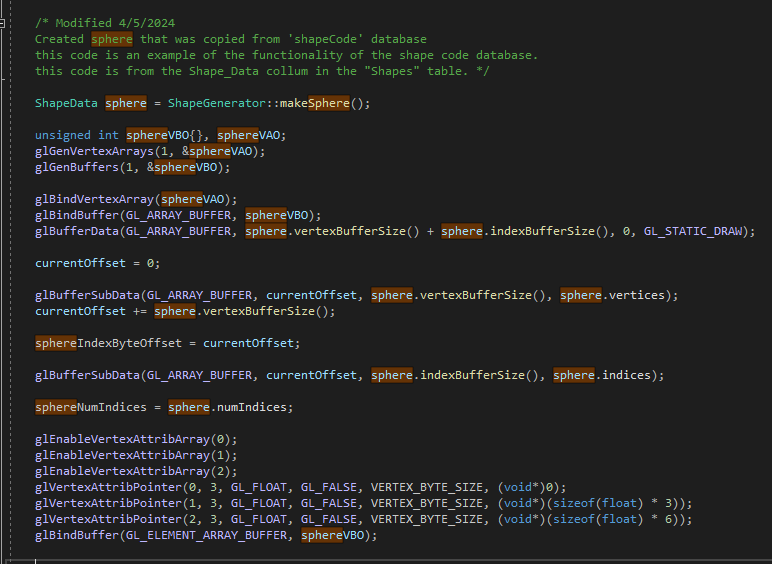 /* Modified 4/5/2024
Created sphere that was copied from 'shapeCode' database
this code is an example of the functionality of the shape code database.
this code is from the Shape_Data collum in the "Shapes" table. */
ShapeData sphere = ShapeGenerator::makeSphere();
unsigned int sphereVBO{}, sphereVAO;
glGenVertexArrays(1, &sphereVAO);
glGenBuffers(1, &sphereVBO);
glBindVertexArray(sphereVAO);
glBindBuffer(GL_ARRAY_BUFFER, sphereVBO);
glBufferData(GL_ARRAY_BUFFER, sphere.vertexBufferSize() + sphere.indexBufferSize(), 0, GL_STATIC_DRAW);
currentOffset = 0;
glBufferSubData(GL_ARRAY_BUFFER, currentOffset, sphere.vertexBufferSize(), sphere.vertices);
currentOffset += sphere.vertexBufferSize();
sphereIndexByteOffset = currentOffset;
glBufferSubData(GL_ARRAY_BUFFER, currentOffset, sphere.indexBufferSize(), sphere.indices);
sphereNumIndices = sphere.numIndices;
glEnableVertexAttribArray(0);
glEnableVertexAttribArray(1);
glEnableVertexAttribArray(2);
glVertexAttribPointer(0, 3, GL_FLOAT, GL_FALSE, VERTEX_BYTE_SIZE, (void*)0);
glVertexAttribPointer(1, 3, GL_FLOAT, GL_FALSE, VERTEX_BYTE_SIZE, (void*)(sizeof(float) * 3));
glVertexAttribPointer(2, 3, GL_FLOAT, GL_FALSE, VERTEX_BYTE_SIZE, (void*)(sizeof(float) * 6));
glBindBuffer(GL_ELEMENT_ARRAY_BUFFER, sphereVBO);